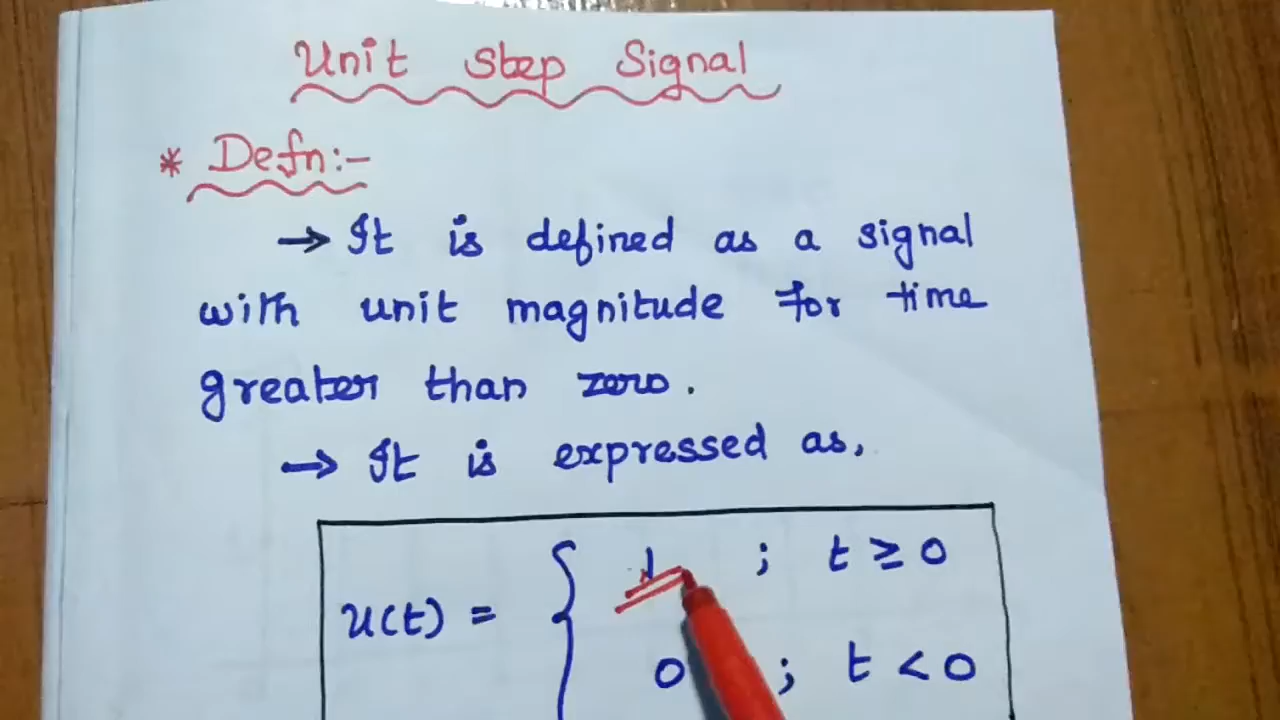 Unit Step Signal
* Defn:-
→ It is defined as a signal
with unit magnitude for time
greater than zero.
→ It is expressed as,
u(t) = { 1 ; t ≥ 0
0 ; t < 0